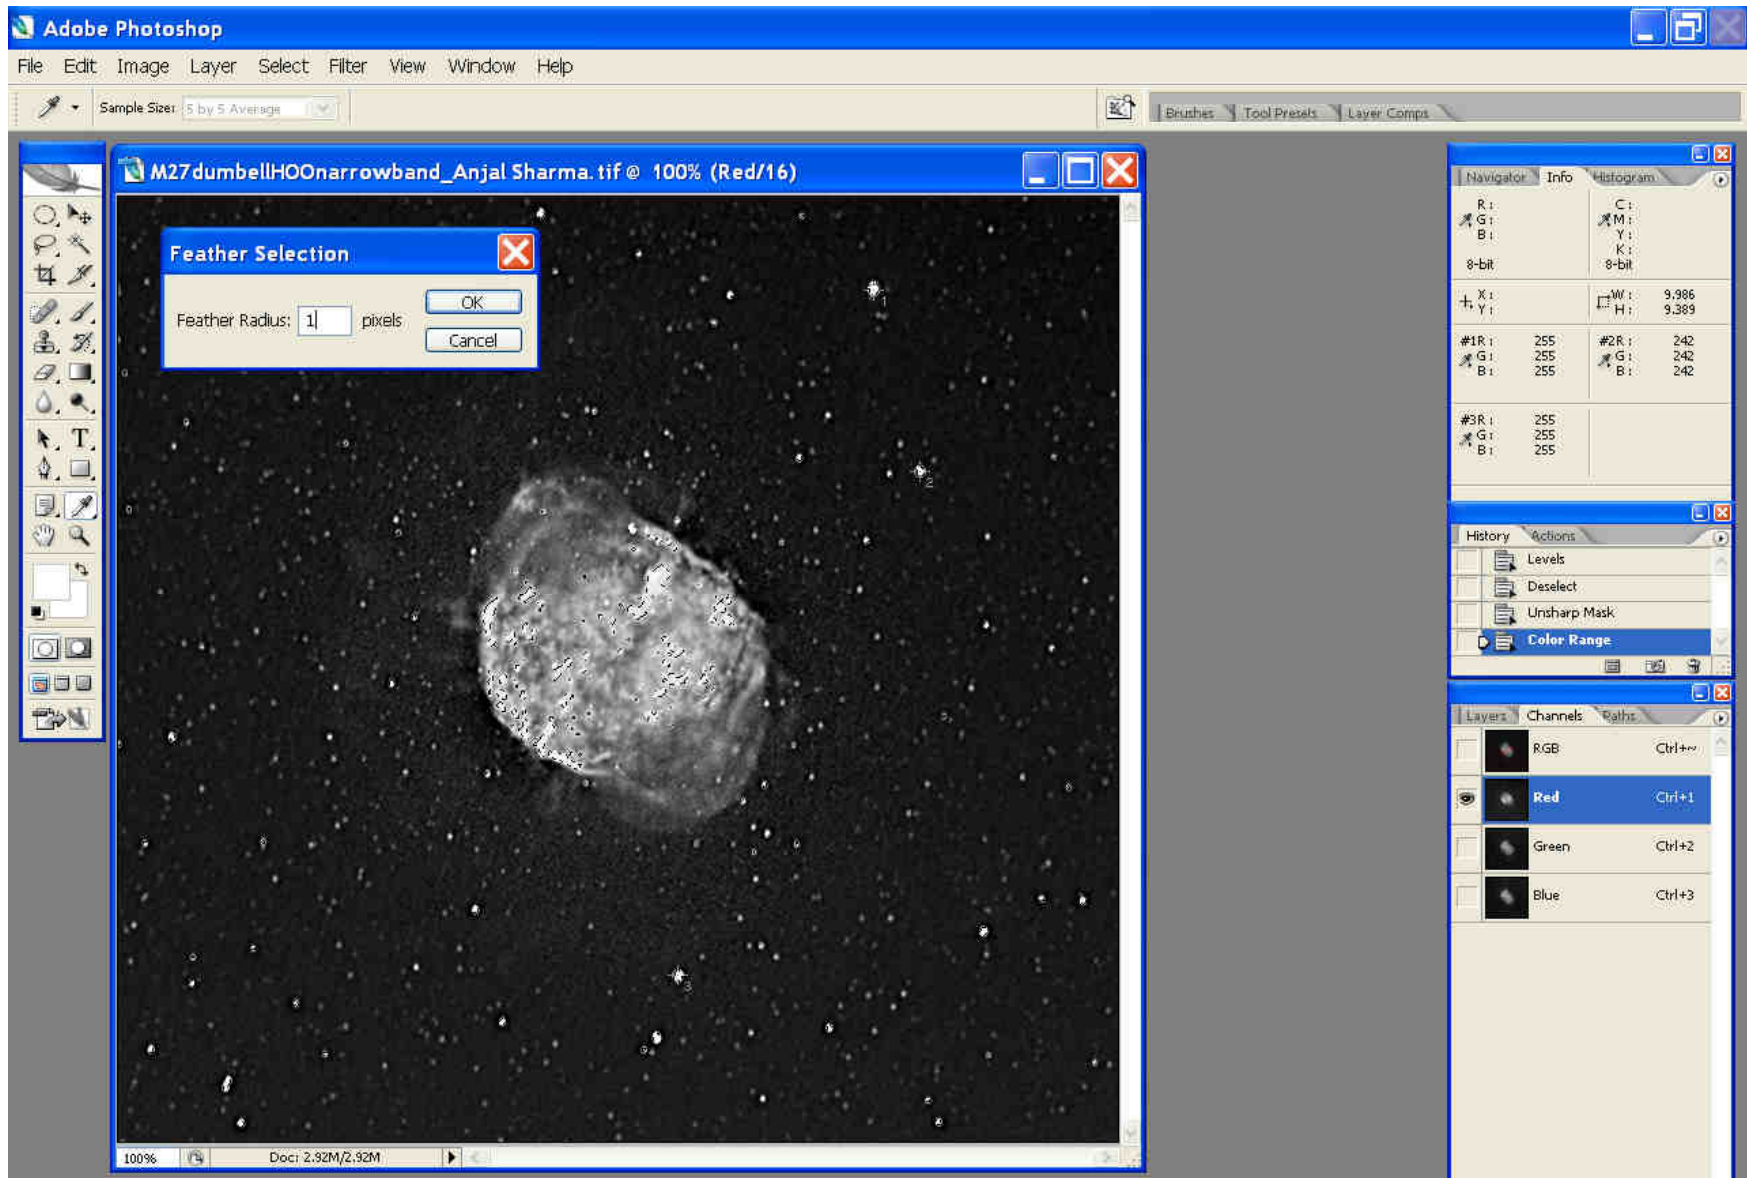 Adobe Photoshop
File Edit Image Layer Select Filter View Window Help
Sample Size: 5 by 5 Average
Brushes Tool Presets Layer Comps
M27dumbellHOOnarrowband_Anjal Sharma.tif @ 100% (Red/16)
Feather Selection
Feather Radius: 1 pixels
OK
Cancel
1
2
3
100% Doc: 2.92M/2.92M
Navigator Info Histogram
R: C:
G: M:
B: Y:
K:
8-bit 8-bit
X: W: 9.986
Y: H: 9.389
#1R: 255 #2R: 242
G: 255 G: 242
B: 255 B: 242
#3R: 255
G: 255
B: 255
History Actions
Levels
Deselect
Unsharp Mask
Color Range
Layers Channels Paths
RGB Ctrl+~
Red Ctrl+1
Green Ctrl+2
Blue Ctrl+3